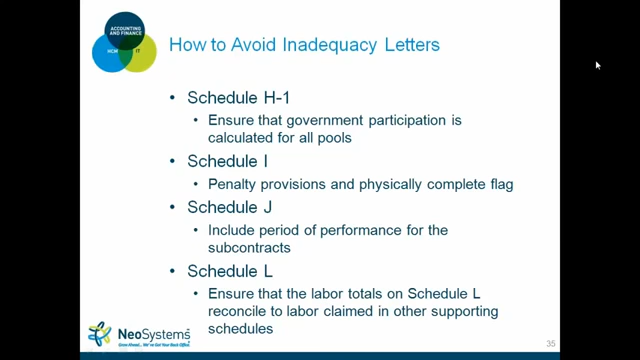 ACCOUNTING
AND FINANCE
HCM
IT
How to Avoid Inadequacy Letters
• Schedule H-1
• Ensure that government participation is
calculated for all pools
• Schedule I
• Penalty provisions and physically complete flag
• Schedule J
• Include period of performance for the
subcontracts
• Schedule L
• Ensure that the labor totals on Schedule L
reconcile to labor claimed in other supporting
schedules
NeoSystems
Grow Ahead... We've Got Your Back Office.
35